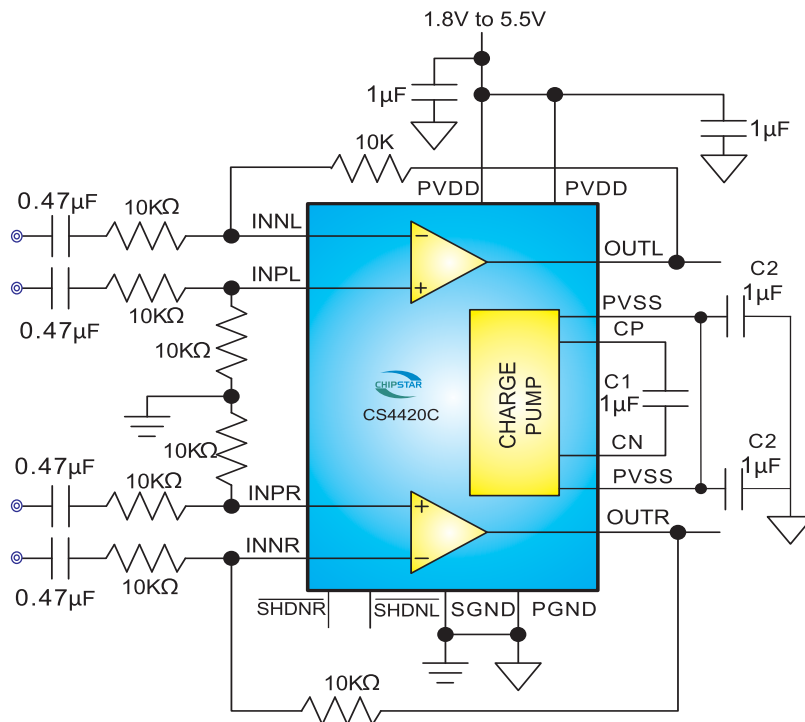 1.8V to 5.5V
1µF
1µF
10K
PVDD
PVDD
0.47µF
10KΩ
INNL
OUTL
INPL
0.47µF
10KΩ
C2
1µF
PVSS
CP
10KΩ
CHIPSTAR
CS4420C
CHARGE
PUMP
C1
1µF
CN
10KΩ
0.47µF
10KΩ
INPR
PVSS
C2
1µF
OUTR
INNR
0.47µF
10KΩ
SHDNR
SHDNL
SGND
PGND
10KΩ